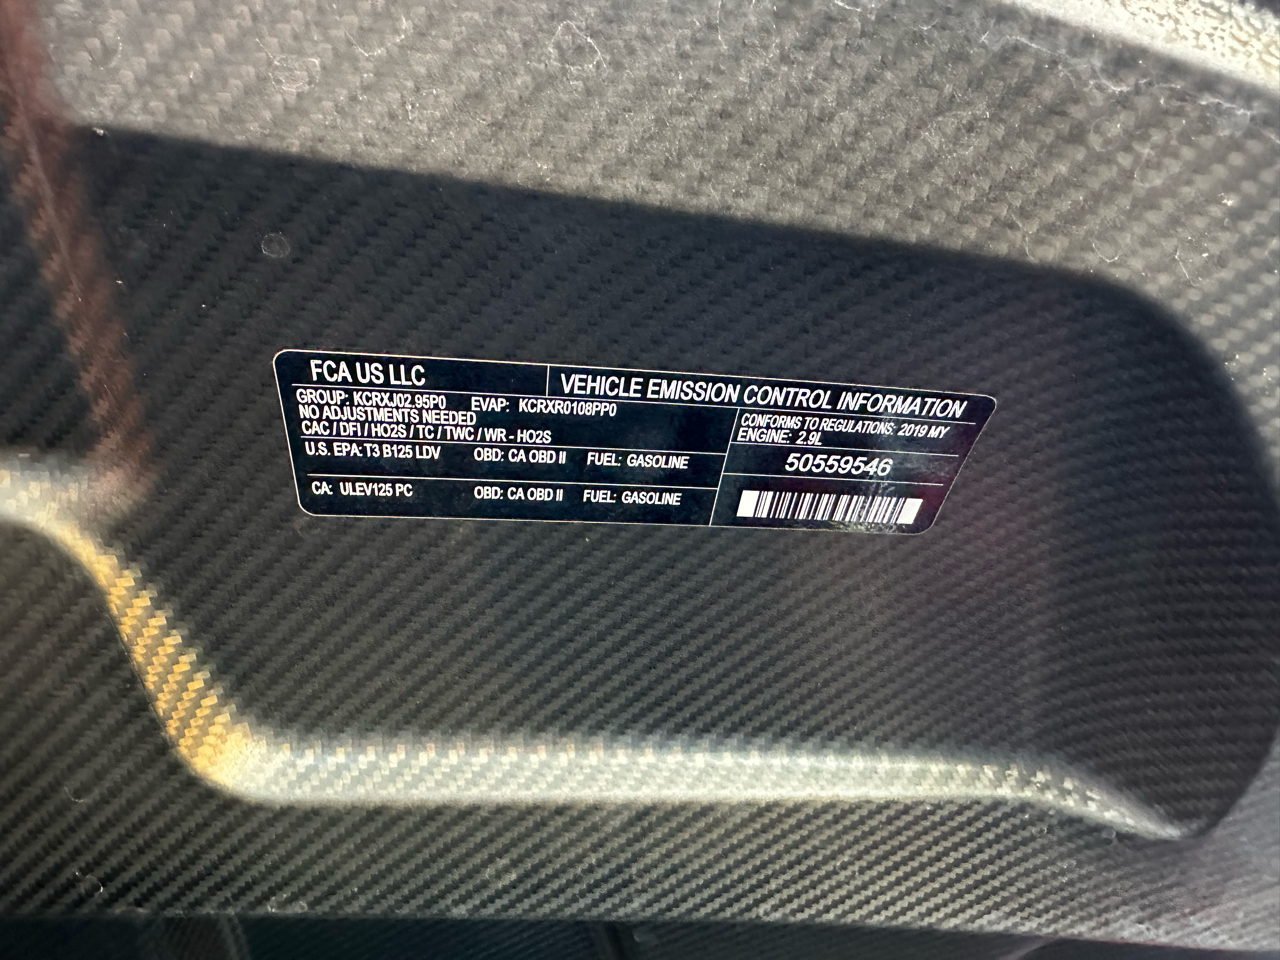 FCA US LLC
VEHICLE EMISSION CONTROL INFORMATION
GROUP: KCRXJ02.95P0 EVAP: KCRXR0108PP0
NO ADJUSTMENTS NEEDED
CAC / DFI / HO2S / TC / TWC / WR - HO2S
CONFORMS TO REGULATIONS: 2019 MY
ENGINE: 2.9L
U.S. EPA: T3 B125 LDV OBD: CA OBD II FUEL: GASOLINE
50559546
CA: ULEV125 PC OBD: CA OBD II FUEL: GASOLINE